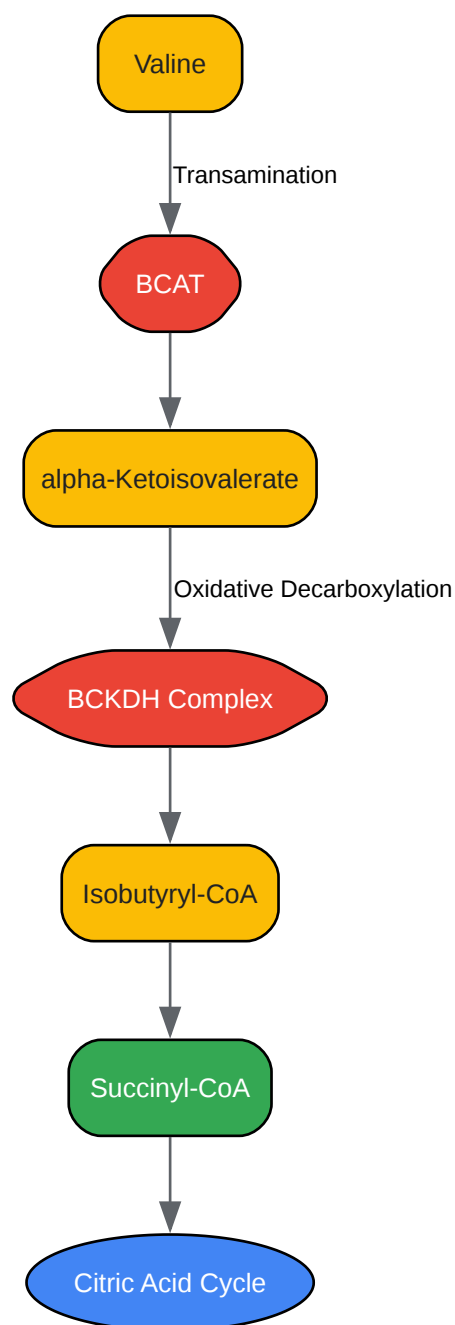 Valine
Transamination
BCAT
alpha-Ketoisovalerate
Oxidative Decarboxylation
BCKDH Complex
Isobutyryl-CoA
Succinyl-CoA
Citric Acid Cycle